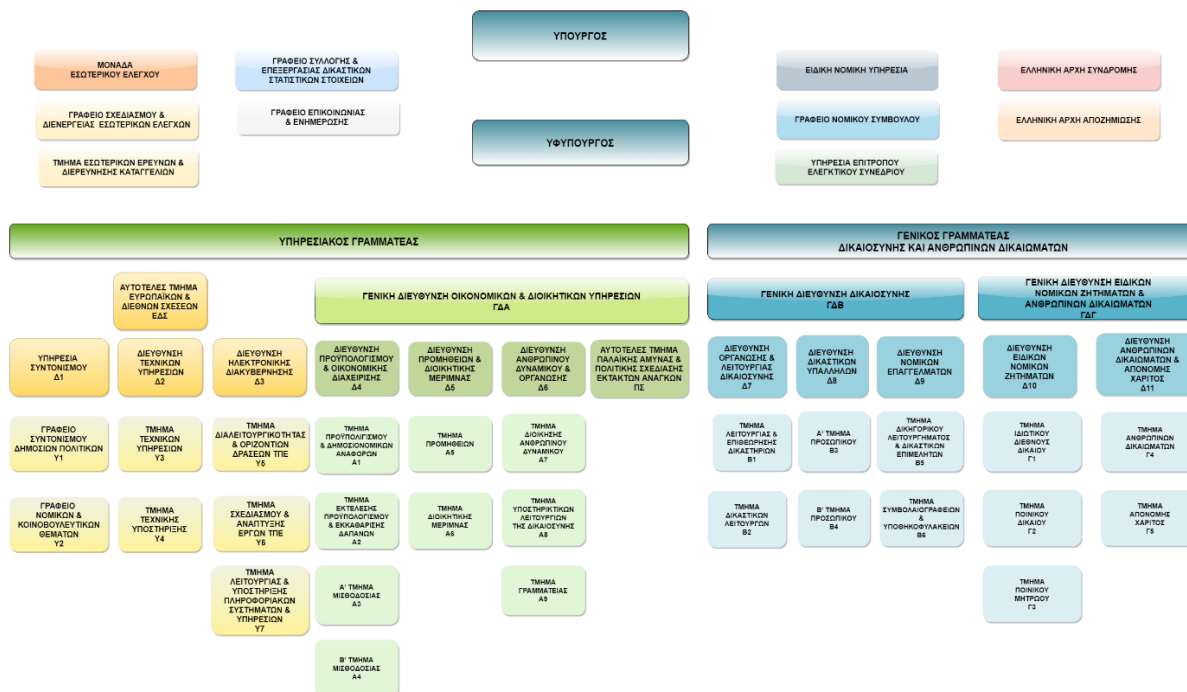 ΥΠΟΥΡΓΟΣ
ΜΟΝΑΔΑ
ΕΣΩΤΕΡΙΚΟΥ ΕΛΕΓΧΟΥ
ΓΡΑΦΕΙΟ ΣΥΛΛΟΓΗΣ &
ΕΠΕΞΕΡΓΑΣΙΑΣ ΔΙΚΑΣΤΙΚΩΝ
ΣΤΑΤΙΣΤΙΚΩΝ ΣΤΟΙΧΕΙΩΝ
ΕΙΔΙΚΗ ΝΟΜΙΚΗ ΥΠΗΡΕΣΙΑ
ΕΛΛΗΝΙΚΗ ΑΡΧΗ ΣΥΝΔΡΟΜΗΣ
ΓΡΑΦΕΙΟ ΣΧΕΔΙΑΣΜΟΥ &
ΔΙΕΝΕΡΓΕΙΑΣ ΕΣΩΤΕΡΙΚΩΝ ΕΛΕΓΧΩΝ
ΓΡΑΦΕΙΟ ΕΠΙΚΟΙΝΩΝΙΑΣ
& ΕΝΗΜΕΡΩΣΗΣ
ΥΦΥΠΟΥΡΓΟΣ
ΓΡΑΦΕΙΟ ΝΟΜΙΚΟΥ ΣΥΜΒΟΥΛΟΥ
ΕΛΛΗΝΙΚΗ ΑΡΧΗ ΑΠΟΖΗΜΙΩΣΗΣ
ΤΜΗΜΑ ΕΣΩΤΕΡΙΚΩΝ ΕΡΕΥΝΩΝ &
ΔΙΕΡΕΥΝΗΣΗΣ ΚΑΤΑΓΓΕΛΙΩΝ
ΥΠΗΡΕΣΙΑ ΕΠΙΤΡΟΠΟΥ
ΕΛΕΓΚΤΙΚΟΥ ΣΥΝΕΔΡΙΟΥ
ΥΠΗΡΕΣΙΑΚΟΣ ΓΡΑΜΜΑΤΕΑΣ
ΓΕΝΙΚΟΣ ΓΡΑΜΜΑΤΕΑΣ
ΔΙΚΑΙΟΣΥΝΗΣ ΚΑΙ ΑΝΘΡΩΠΙΝΩΝ ΔΙΚΑΙΩΜΑΤΩΝ
ΑΥΤΟΤΕΛΕΣ ΤΜΗΜΑ
ΕΥΡΩΠΑΪΚΩΝ &
ΔΙΕΘΝΩΝ ΣΧΕΣΕΩΝ
ΕΔΣ
ΓΕΝΙΚΗ ΔΙΕΥΘΥΝΣΗ ΟΙΚΟΝΟΜΙΚΩΝ & ΔΙΟΙΚΗΤΙΚΩΝ ΥΠΗΡΕΣΙΩΝ
ΓΔΑ
ΓΕΝΙΚΗ ΔΙΕΥΘΥΝΣΗ ΔΙΚΑΙΟΣΥΝΗΣ
ΓΔΒ
ΓΕΝΙΚΗ ΔΙΕΥΘΥΝΣΗ ΕΙΔΙΚΩΝ
ΝΟΜΙΚΩΝ ΖΗΤΗΜΑΤΩΝ &
ΑΝΘΡΩΠΙΝΩΝ ΔΙΚΑΙΩΜΑΤΩΝ
ΓΔΓ
ΥΠΗΡΕΣΙΑ
ΣΥΝΤΟΝΙΣΜΟΥ
Δ1
ΔΙΕΥΘΥΝΣΗ
ΤΕΧΝΙΚΩΝ
ΥΠΗΡΕΣΙΩΝ
Δ2
ΔΙΕΥΘΥΝΣΗ
ΗΛΕΚΤΡΟΝΙΚΗΣ
ΔΙΑΚΥΒΕΡΝΗΣΗΣ
Δ3
ΔΙΕΥΘΥΝΣΗ
ΠΡΟΫΠΟΛΟΓΙΣΜΟΥ
& ΟΙΚΟΝΟΜΙΚΗΣ
ΔΙΑΧΕΙΡΙΣΗΣ
Δ4
ΔΙΕΥΘΥΝΣΗ
ΠΡΟΜΗΘΕΙΩΝ &
ΔΙΟΙΚΗΤΙΚΗΣ
ΜΕΡΙΜΝΑΣ
Δ5
ΔΙΕΥΘΥΝΣΗ
ΑΝΘΡΩΠΙΝΟΥ
ΔΥΝΑΜΙΚΟΥ &
ΟΡΓΑΝΩΣΗΣ
Δ6
ΑΥΤΟΤΕΛΕΣ ΤΜΗΜΑ
ΠΑΛΑΪΚΗΣ ΑΜΥΝΑΣ &
ΠΟΛΙΤΙΚΗΣ ΣΧΕΔΙΑΣΗΣ
ΕΚΤΑΚΤΩΝ ΑΝΑΓΚΩΝ
ΠΣ
ΔΙΕΥΘΥΝΣΗ
ΟΡΓΑΝΩΣΗΣ &
ΛΕΙΤΟΥΡΓΙΑΣ
ΔΙΚΑΙΟΣΥΝΗΣ
Δ7
ΔΙΕΥΘΥΝΣΗ
ΔΙΚΑΣΤΙΚΩΝ
ΥΠΑΛΛΗΛΩΝ
Δ8
ΔΙΕΥΘΥΝΣΗ
ΝΟΜΙΚΩΝ
ΕΠΑΓΓΕΛΜΑΤΩΝ
Δ9
ΔΙΕΥΘΥΝΣΗ
ΕΙΔΙΚΩΝ
ΝΟΜΙΚΩΝ
ΖΗΤΗΜΑΤΩΝ
Δ10
ΔΙΕΥΘΥΝΣΗ
ΑΝΘΡΩΠΙΝΩΝ
ΔΙΚΑΙΩΜΑΤΩΝ &
ΑΠΟΝΟΜΗΣ
ΧΑΡΙΤΟΣ
Δ11
ΓΡΑΦΕΙΟ
ΣΥΝΤΟΝΙΣΜΟΥ
ΔΗΜΟΣΙΩΝ ΠΟΛΙΤΙΚΩΝ
Υ1
ΤΜΗΜΑ
ΤΕΧΝΙΚΩΝ
ΥΠΗΡΕΣΙΩΝ
Υ3
ΤΜΗΜΑ
ΔΙΑΛΕΙΤΟΥΡΓΙΚΟΤΗΤΑΣ
& ΟΡΙΖΟΝΤΙΩΝ
ΔΡΑΣΕΩΝ ΤΠΕ
Υ5
ΤΜΗΜΑ
ΠΡΟΫΠΟΛΟΓΙΣΜΟΥ
& ΔΗΜΟΣΙΟΝΟΜΙΚΩΝ
ΑΝΑΦΟΡΩΝ
Α1
ΤΜΗΜΑ
ΠΡΟΜΗΘΕΙΩΝ
Α5
ΤΜΗΜΑ
ΔΙΟΙΚΗΣΗΣ
ΑΝΘΡΩΠΙΝΟΥ
ΔΥΝΑΜΙΚΟΥ
Α7
ΤΜΗΜΑ
ΛΕΙΤΟΥΡΓΙΑΣ &
ΕΠΙΘΕΩΡΗΣΗΣ
ΔΙΚΑΣΤΗΡΙΩΝ
Β1
Α' ΤΜΗΜΑ
ΠΡΟΣΩΠΙΚΟΥ
Β3
ΤΜΗΜΑ
ΔΙΚΗΓΟΡΙΚΟΥ
ΛΕΙΤΟΥΡΓΗΜΑΤΟΣ
& ΔΙΚΑΣΤΙΚΩΝ
ΕΠΙΜΕΛΗΤΩΝ
Β5
ΤΜΗΜΑ
ΙΔΙΩΤΙΚΟΥ
ΔΙΕΘΝΟΥΣ
ΔΙΚΑΙΟΥ
Γ1
ΤΜΗΜΑ
ΑΝΘΡΩΠΙΝΩΝ
ΔΙΚΑΙΩΜΑΤΩΝ
Γ4
ΓΡΑΦΕΙΟ
ΝΟΜΙΚΩΝ &
ΚΟΙΝΟΒΟΥΛΕΥΤΙΚΩΝ
ΘΕΜΑΤΩΝ
Υ2
ΤΜΗΜΑ
ΤΕΧΝΙΚΗΣ
ΥΠΟΣΤΗΡΙΞΗΣ
Υ4
ΤΜΗΜΑ
ΣΧΕΔΙΑΣΜΟΥ &
ΑΝΑΠΤΥΞΗΣ
ΕΡΓΩΝ ΤΠΕ
Υ6
ΤΜΗΜΑ
ΕΚΤΕΛΕΣΗΣ
ΠΡΟΫΠΟΛΟΓΙΣΜΟΥ
& ΕΚΚΑΘΑΡΙΣΗΣ
ΔΑΠΑΝΩΝ
Α2
ΤΜΗΜΑ
ΔΙΟΙΚΗΤΙΚΗΣ
ΜΕΡΙΜΝΑΣ
Α6
ΤΜΗΜΑ
ΥΠΟΣΤΗΡΙΚΤΙΚΩΝ
ΛΕΙΤΟΥΡΓΙΩΝ
ΤΗΣ ΔΙΚΑΙΟΣΥΝΗΣ
Α8
ΤΜΗΜΑ
ΔΙΚΑΣΤΙΚΩΝ
ΛΕΙΤΟΥΡΓΩΝ
Β2
Β' ΤΜΗΜΑ
ΠΡΟΣΩΠΙΚΟΥ
Β4
ΤΜΗΜΑ
ΣΥΜΒΟΛΑΙΟΓΡΑΦΕΙΩΝ
&
ΥΠΟΘΗΚΟΦΥΛΑΚΕΙΩΝ
Β6
ΤΜΗΜΑ
ΠΟΙΝΙΚΟΥ
ΔΙΚΑΙΟΥ
Γ2
ΤΜΗΜΑ
ΑΠΟΝΟΜΗΣ
ΧΑΡΙΤΟΣ
Γ5
ΤΜΗΜΑ
ΛΕΙΤΟΥΡΓΙΑΣ &
ΥΠΟΣΤΗΡΙΞΗΣ
ΠΛΗΡΟΦΟΡΙΑΚΩΝ
ΣΥΣΤΗΜΑΤΩΝ &
ΥΠΗΡΕΣΙΩΝ
Υ7
Α' ΤΜΗΜΑ
ΜΙΣΘΟΔΟΣΙΑΣ
Α3
ΤΜΗΜΑ
ΓΡΑΜΜΑΤΕΙΑΣ
Α9
ΤΜΗΜΑ
ΠΟΙΝΙΚΟΥ
ΜΗΤΡΩΟΥ
Γ3
Β' ΤΜΗΜΑ
ΜΙΣΘΟΔΟΣΙΑΣ
Α4